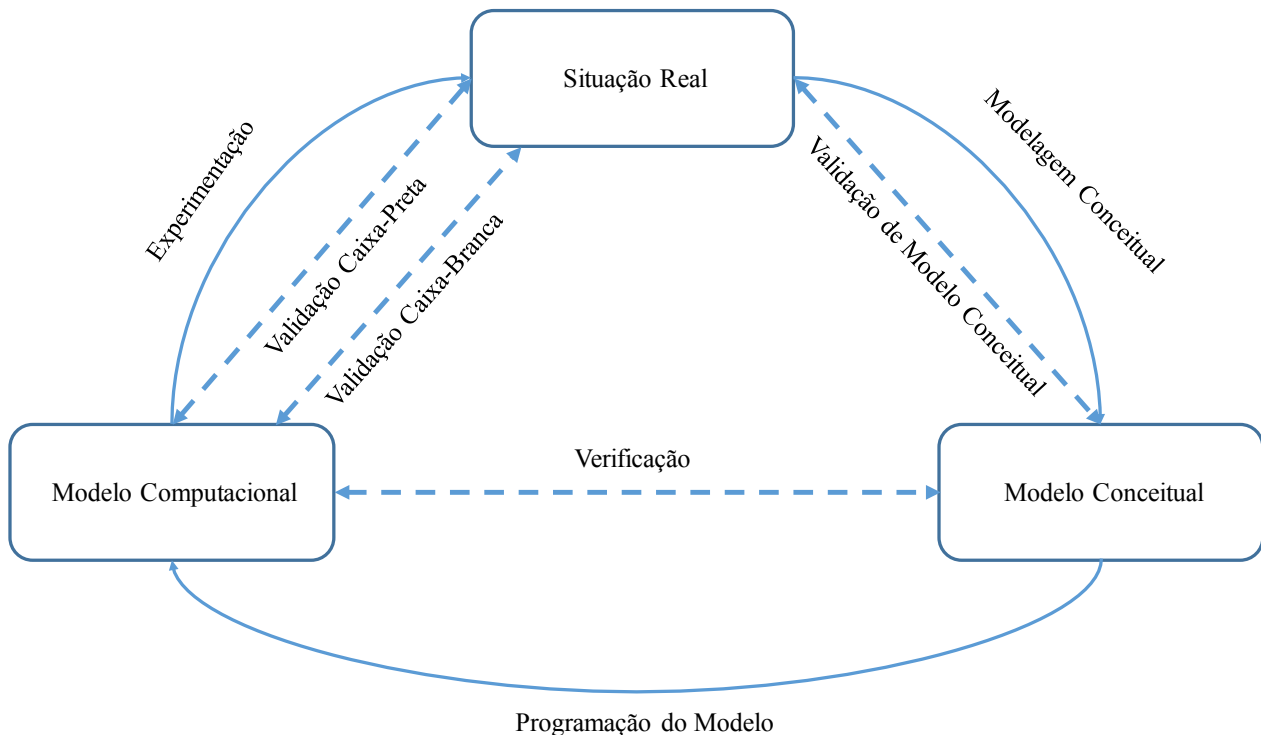 Situação Real
Experimentação
Validação Caixa-Preta
Validação Caixa-Branca
Validação de Modelo Conceitual
Modelagem Conceitual
Verificação
Modelo Computacional
Modelo Conceitual
Programação do Modelo